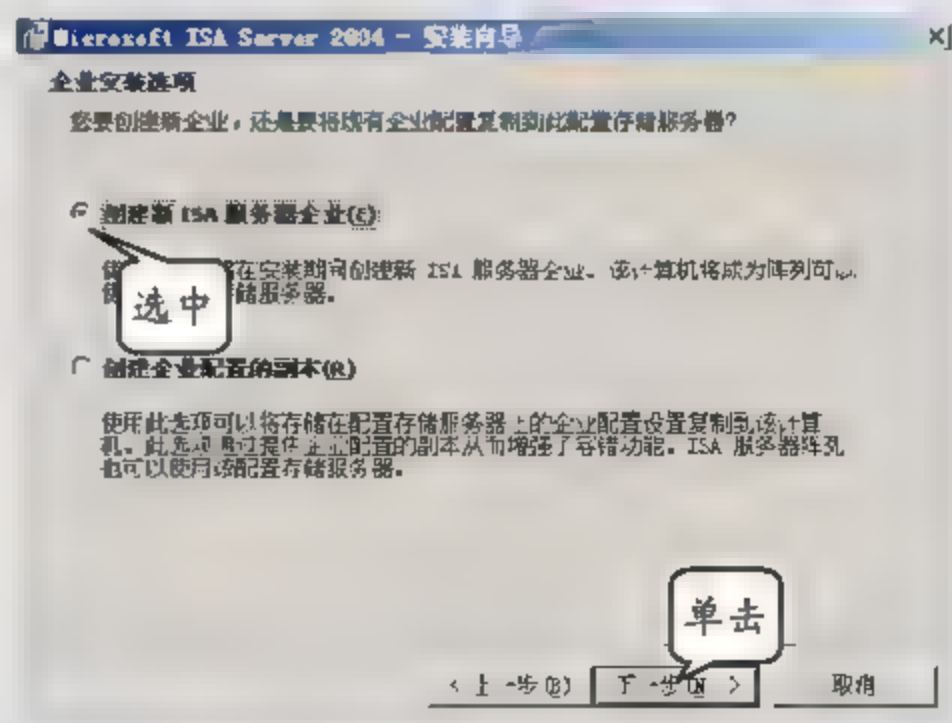 Microsoft ISA Server 2004 - 安装向导
企业安装选项
您要创建新企业，还是要将现有企业配置复制到此配置存储服务器?
创建新 ISA 服务器企业(E)
在安装期间创建新 ISA 服务器企业。该计算机将成为阵列可以
储服务器。
选中
创建企业配置的副本(R)
使用此选项可以将存储在配置存储服务器上的企业配置设置复制到该计算
机。此选项通过提供企业配置的副本从而增强了容错功能。ISA 服务器阵列
也可以使用该配置存储服务器。
单击
< 上一步(B)
下一步(N) >
取消